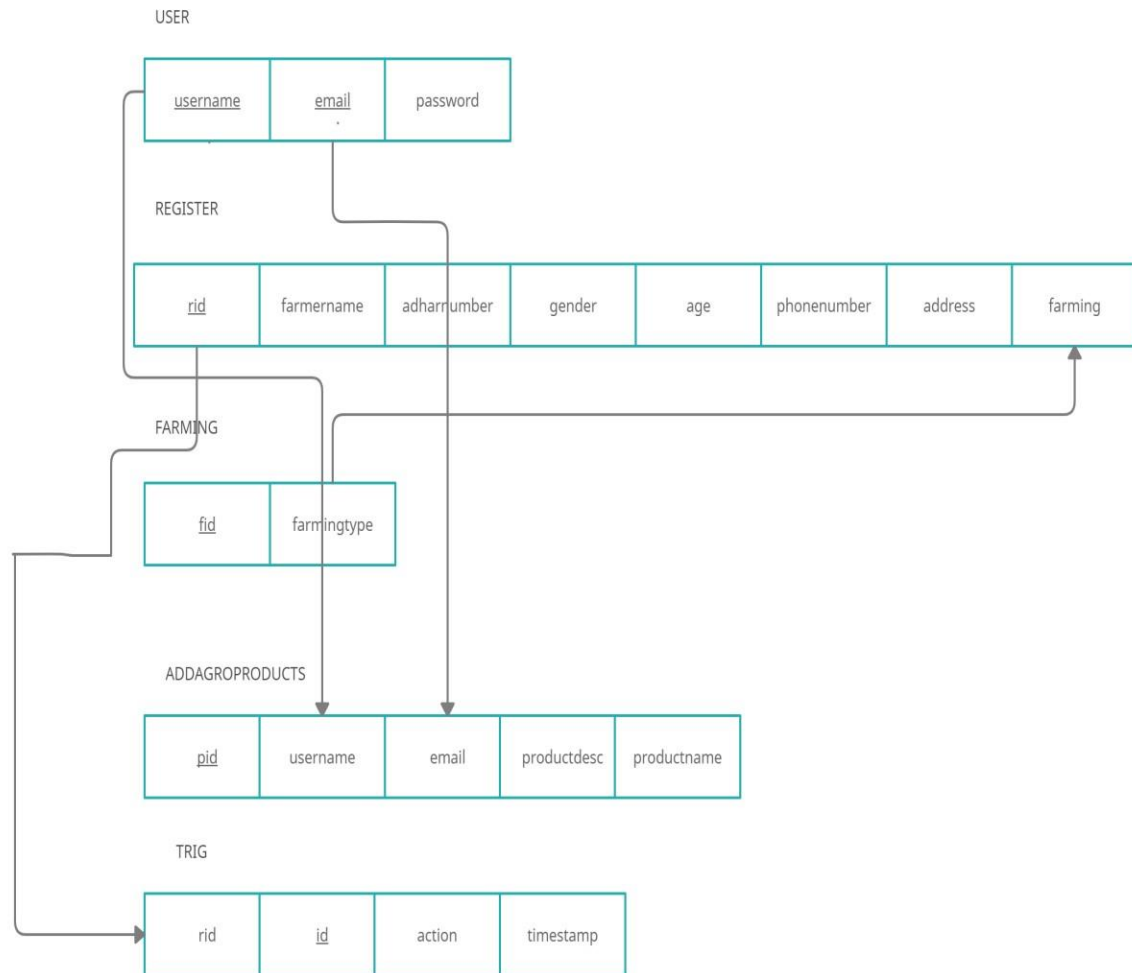 USER
username email password
REGISTER
rid farmername adharnumber gender age phonenumber address farming
FARMING
fid farmingtype
ADDAGROPRODUCTS
pid username email productdesc productname
TRIG
rid id action timestamp